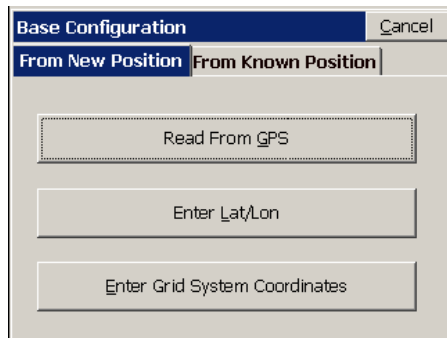 Base Configuration Cancel
From New Position From Known Position
Read From GPS
Enter Lat/Lon
Enter Grid System Coordinates